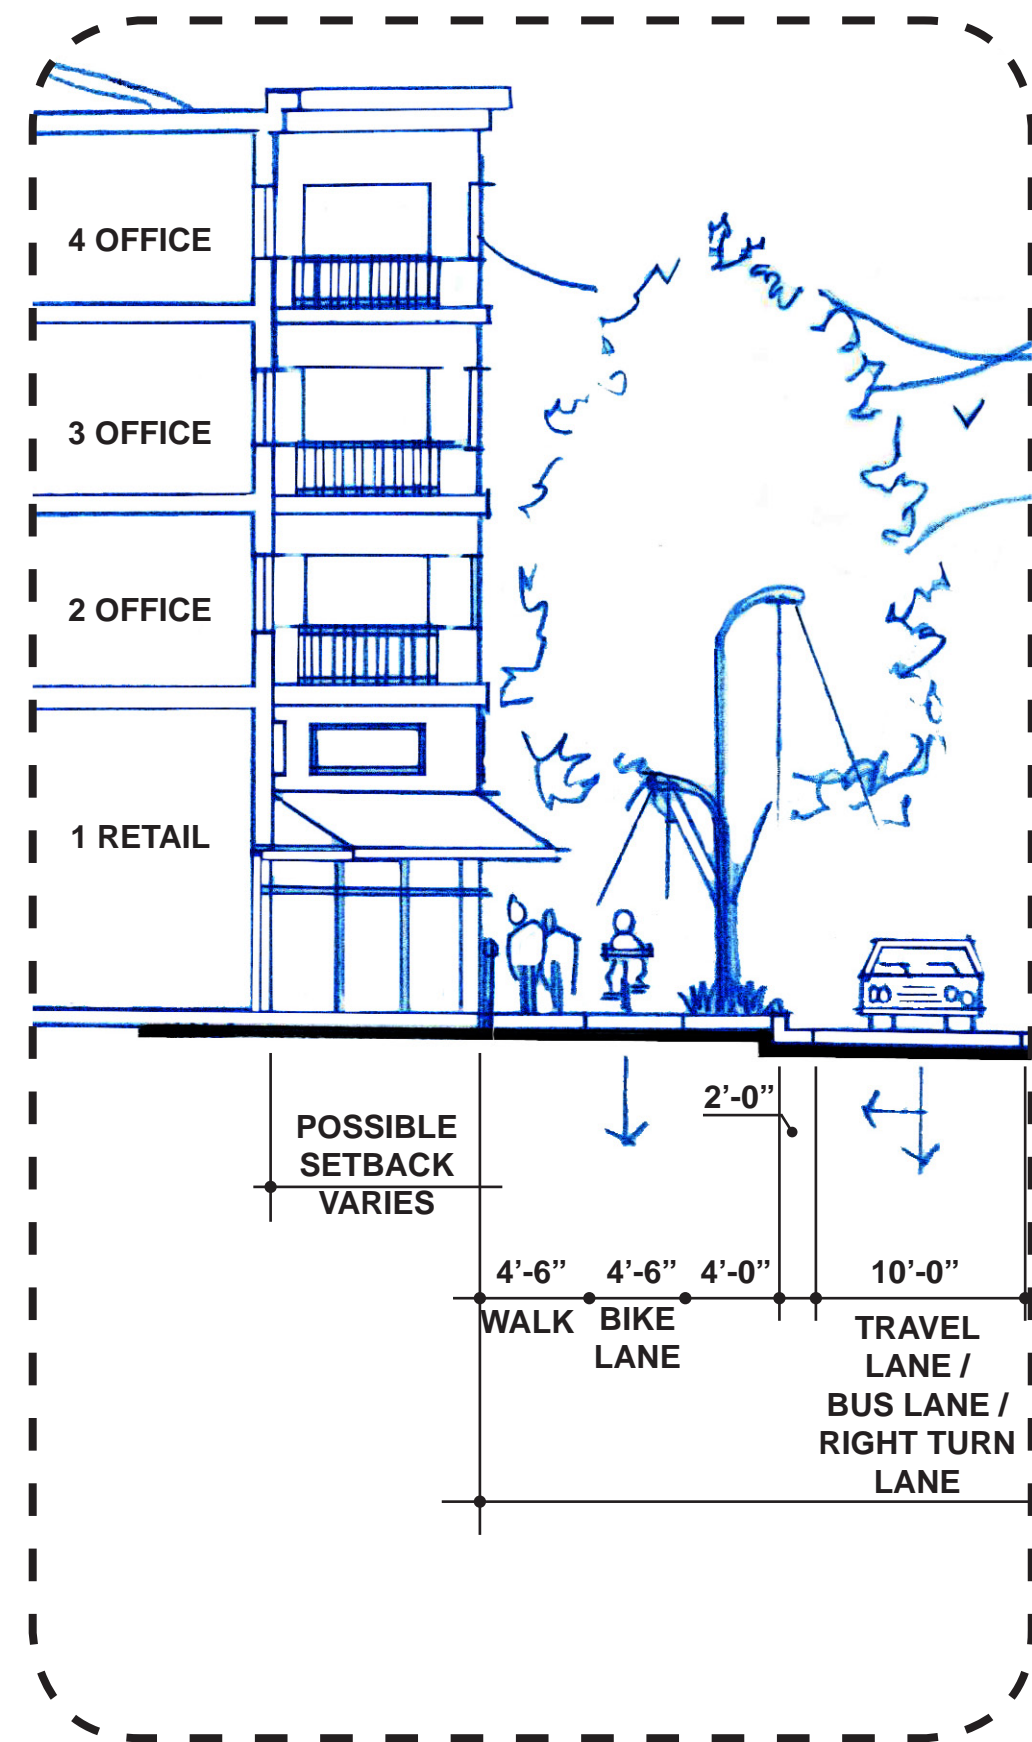 4 OFFICE
3 OFFICE
2 OFFICE
1 RETAIL
2’-0”
POSSIBLE
SETBACK
VARIES
4’-6” 4’-6” 4’-0” 10’-0”
WALK
BIKE
LANE
TRAVEL
LANE /
BUS LANE /
RIGHT TURN
LANE